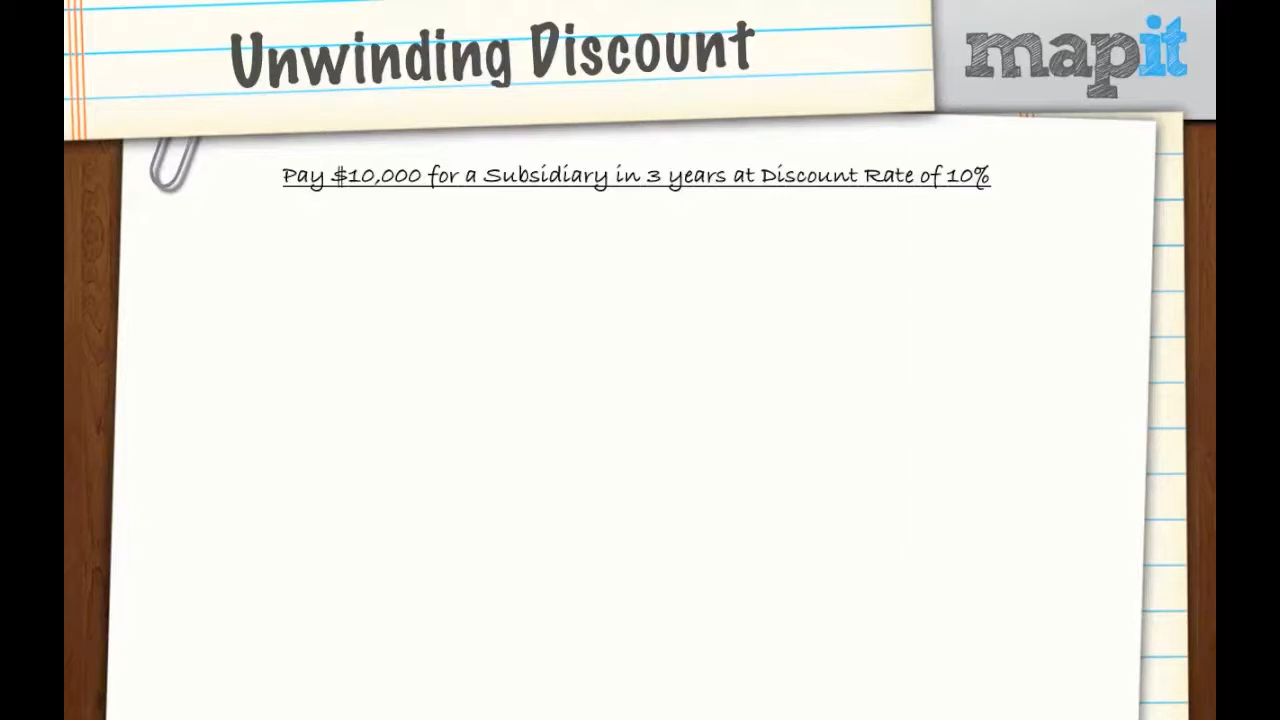 Unwinding Discount
mapit
Pay $10,000 for a Subsidiary in 3 years at Discount Rate of 10%